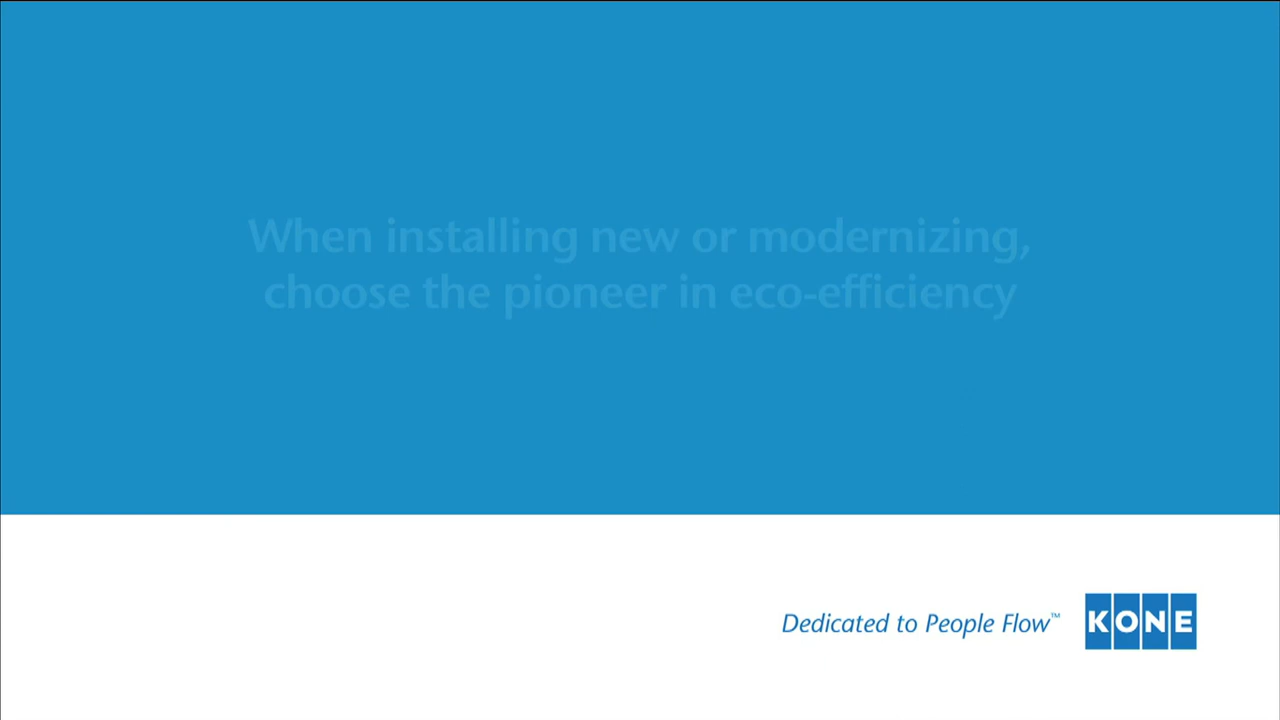 When installing new or modernizing,
choose the pioneer in eco-efficiency
Dedicated to People Flow™
KONE